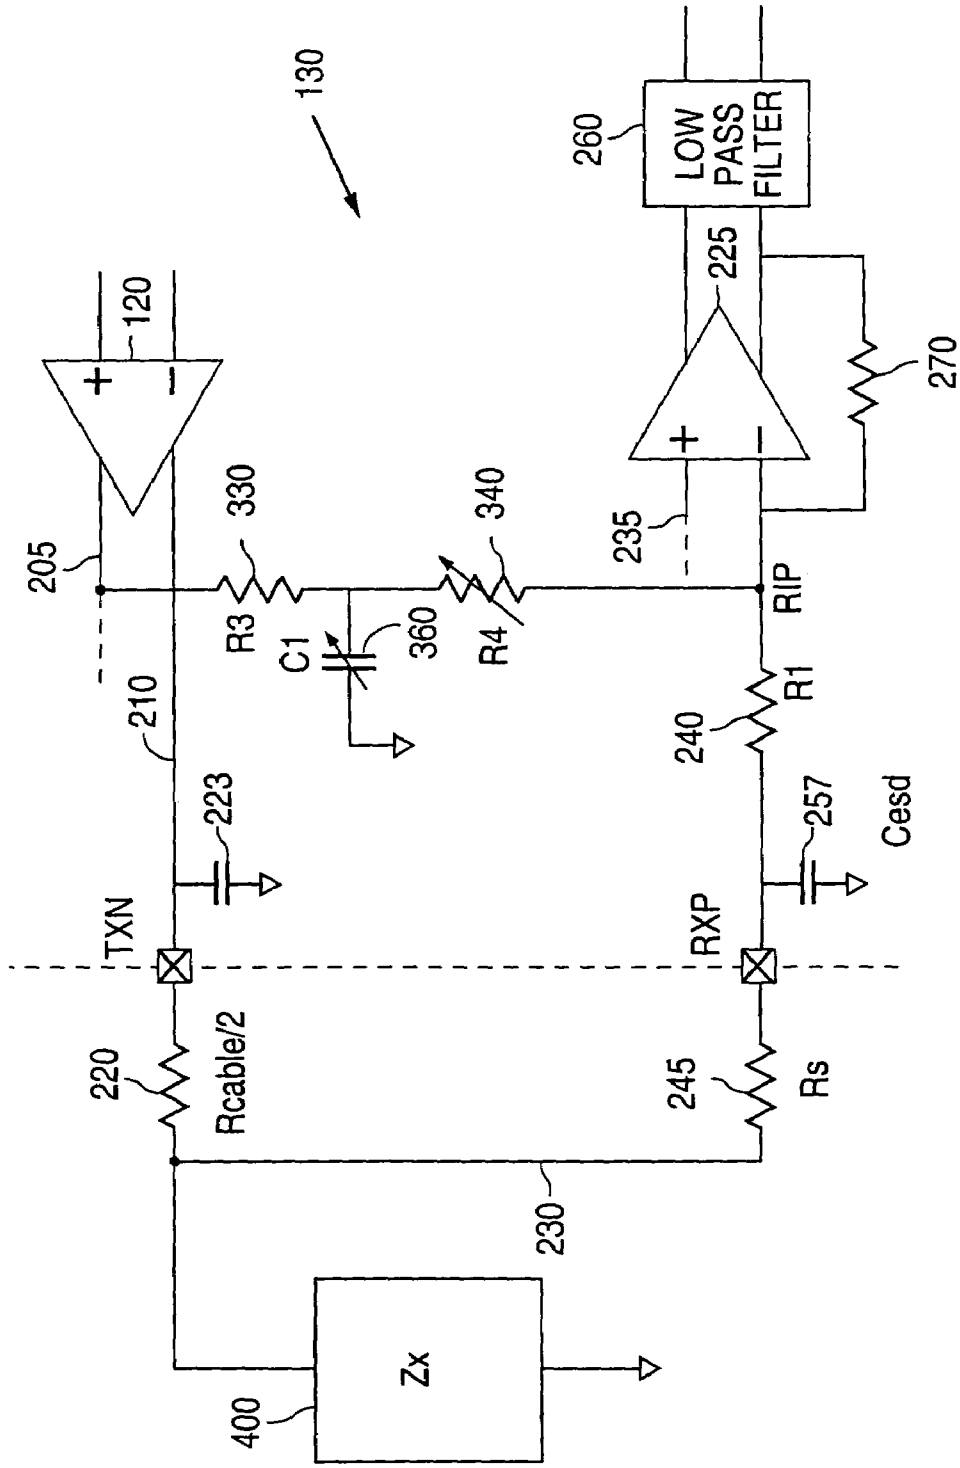 130
120
+
−
205
210
330
R3
C1
360
340
R4
235
+
−
225
260
LOW
PASS
FILTER
270
RIP
240
R1
223
TXN
257
Cesd
RXP
220
Rcable/2
245
Rs
230
400
Zx